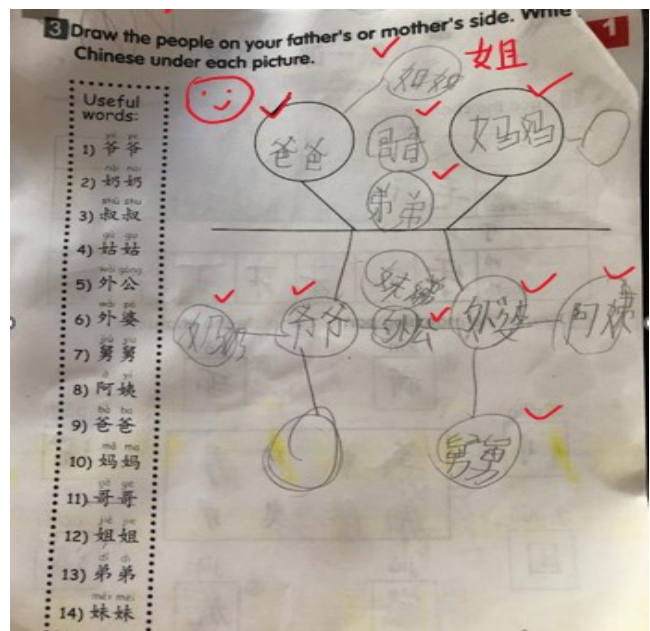 3 Draw the people on your father's or mother's side. Write
Chinese under each picture.
1
Useful
words:
yé ye
1) 爷爷
nǎi nai
2) 奶奶
shū shu
3) 叔叔
gū gu
4) 姑姑
wài gōng
5) 外公
wài pó
6) 外婆
jiù jiu
7) 舅舅
ā yí
8) 阿姨
bà ba
9) 爸爸
mā ma
10) 妈妈
gē ge
11) 哥哥
jiě jie
12) 姐姐
dì di
13) 弟弟
mèi mei
14) 妹妹
姐姐
姐
爸爸
哥哥
妈妈
弟弟
妹妹
奶奶
爷爷
外公
外婆
阿姨
舅舅